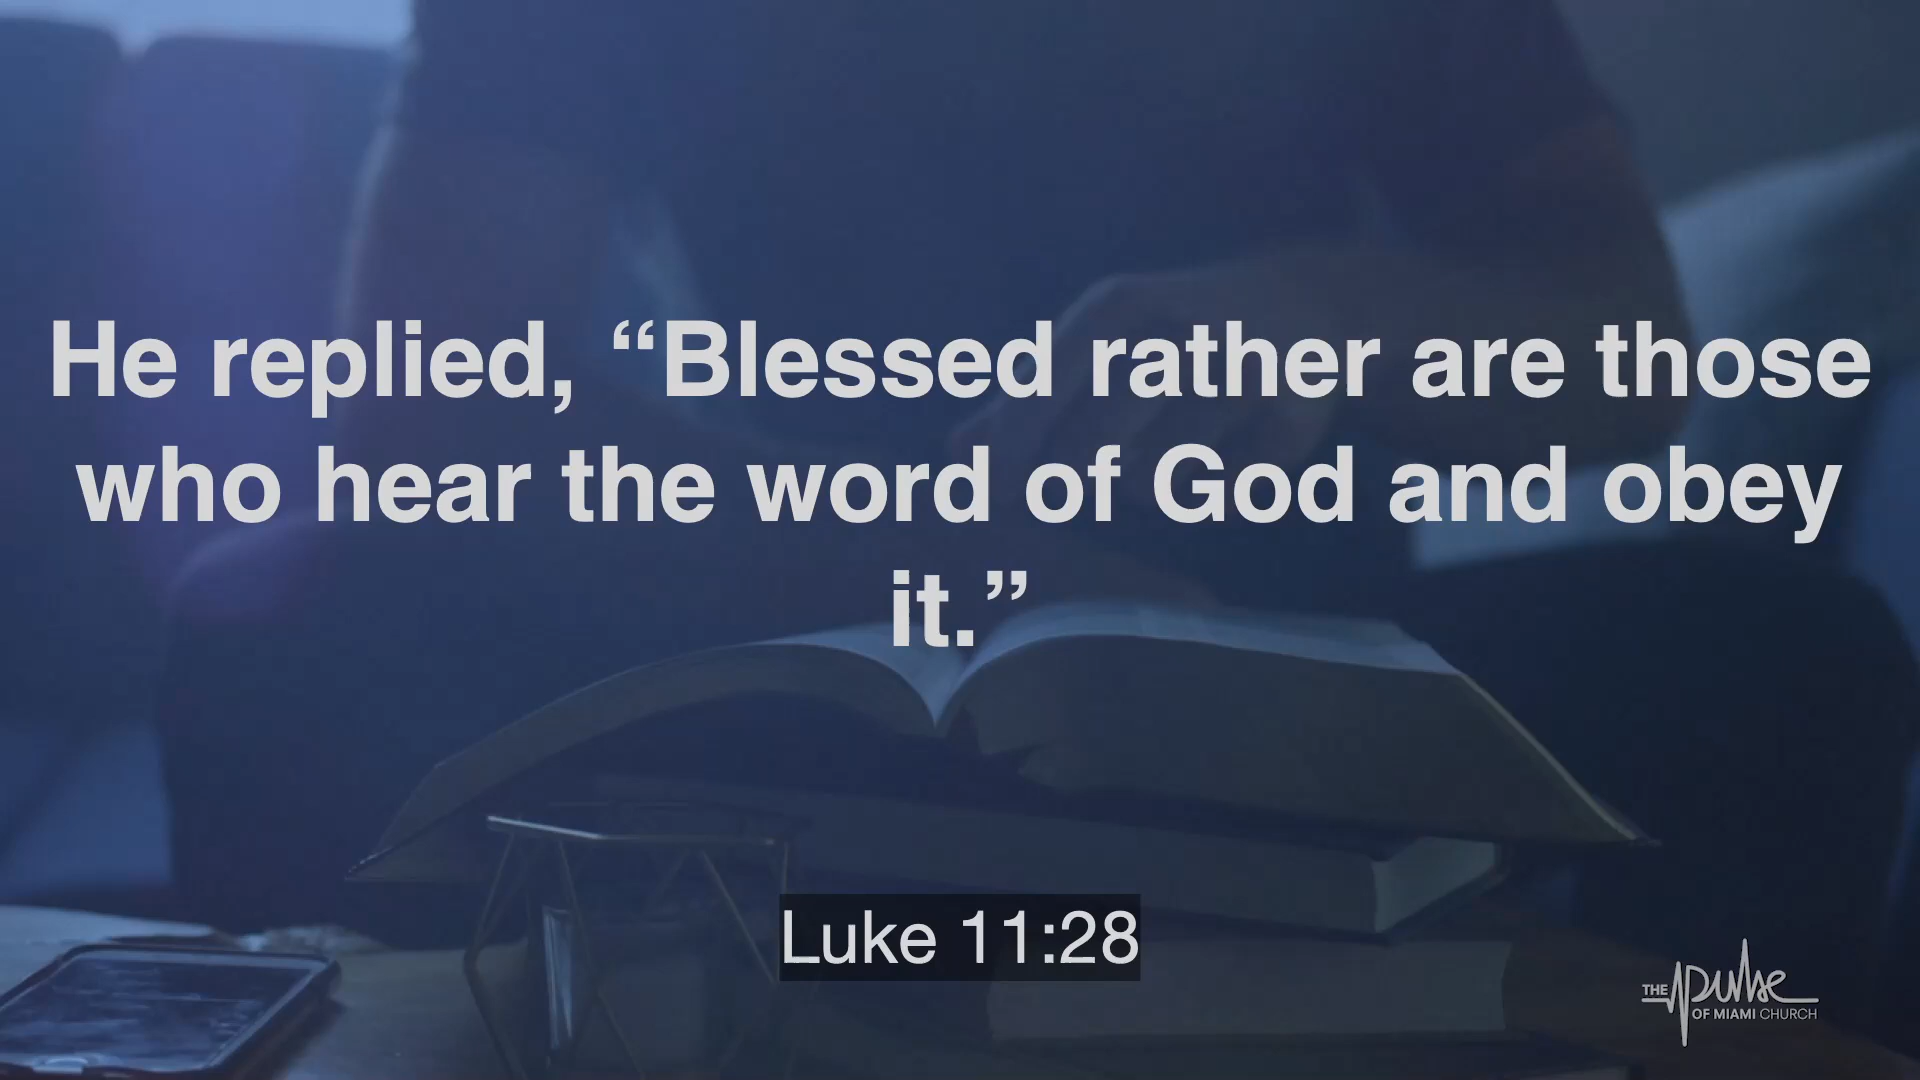 He replied, “Blessed rather are those
who hear the word of God and obey
it.”
Luke 11:28
THE pulse
OF MIAMI CHURCH